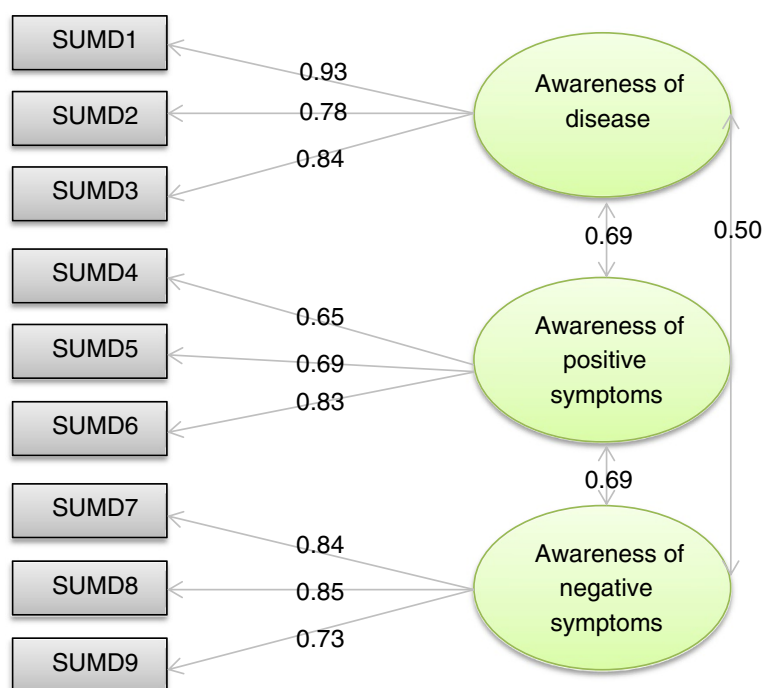 SUMD1
SUMD2
SUMD3
SUMD4
SUMD5
SUMD6
SUMD7
SUMD8
SUMD9
0.93
0.78
0.84
0.65
0.69
0.83
0.84
0.85
0.73
Awareness of
disease
0.69
0.50
Awareness of
positive
symptoms
0.69
Awareness of
negative
symptoms